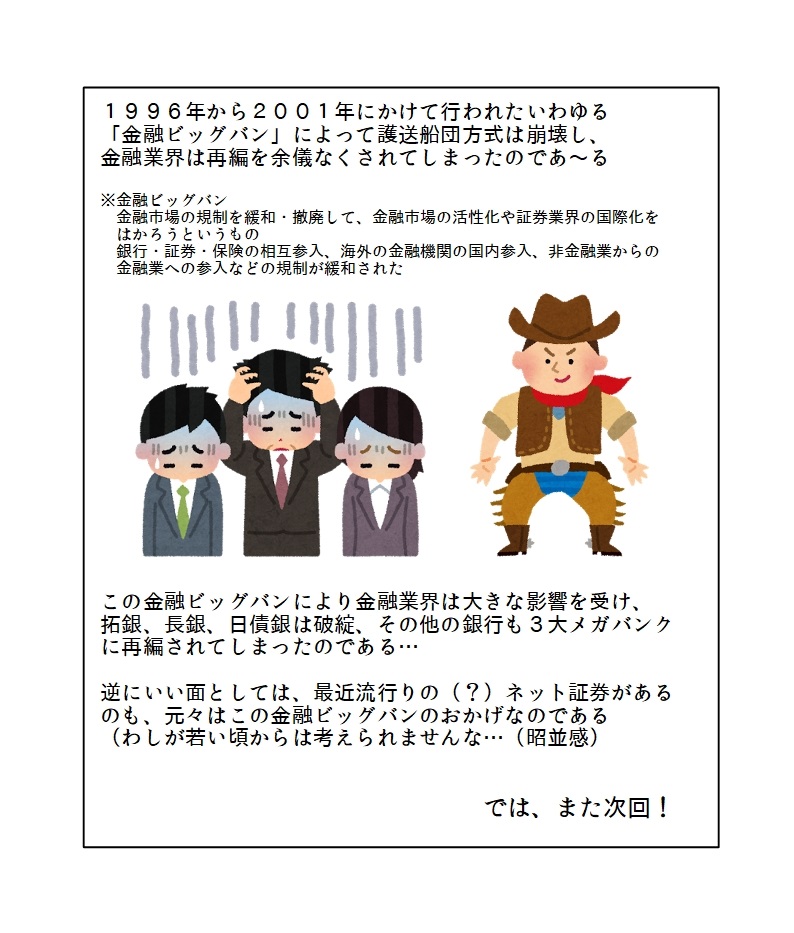 １９９６年から２００１年にかけて行われたいわゆる
「金融ビッグバン」によって護送船団方式は崩壊し、
金融業界は再編を余儀なくされてしまったのであ～る
※金融ビッグバン
金融市場の規制を緩和・撤廃して、金融市場の活性化や証券業界の国際化を
はかろうというもの
銀行・証券・保険の相互参入、海外の金融機関の国内参入、非金融業からの
金融業への参入などの規制が緩和された
この金融ビッグバンにより金融業界は大きな影響を受け、
拓銀、長銀、日債銀は破綻、その他の銀行も３大メガバンク
に再編されてしまったのである…
逆にいい面としては、最近流行りの（？）ネット証券がある
のも、元々はこの金融ビッグバンのおかげなのである
（わしが若い頃からは考えられませんな…（昭並感）
では、また次回！